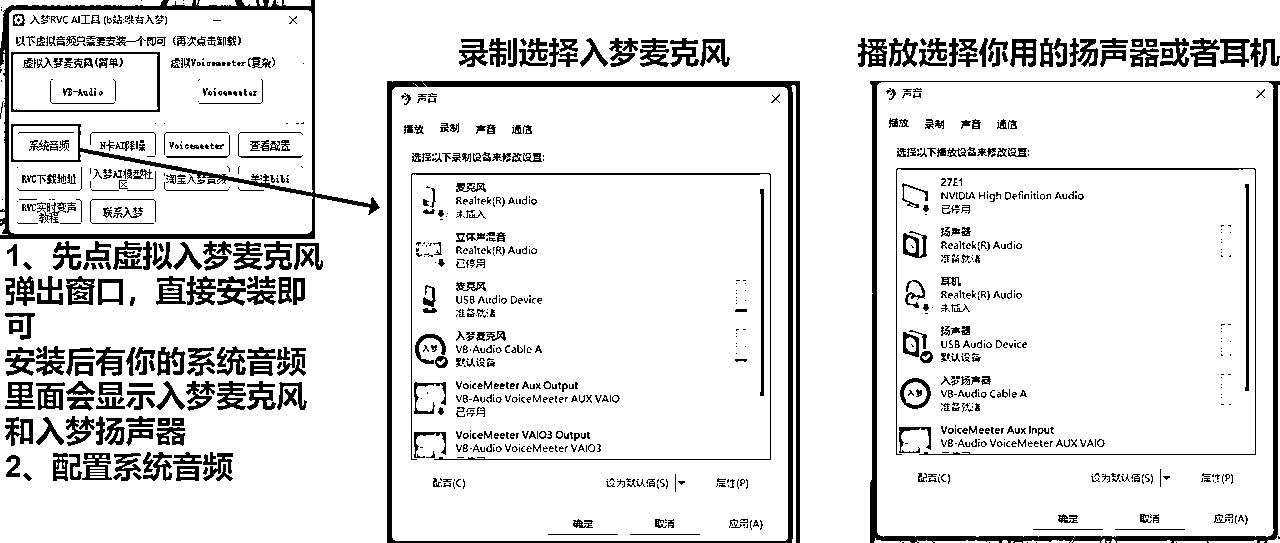 入梦RVC AI工具 (b站:唯有入梦)
以下虚拟音频只需要安装一个即可 (再次点击卸载)
虚拟入梦麦克风(简单)
虚拟Voicemeeter(复杂)
VB-Audio
Voicemeeter
系统音频
N卡AI降噪
Voicemeeter
查看配置
RVC下载地址
入梦AI模型社
区
淘宝入梦音频
关注bibi
RVC实时变声
教程
联系入梦
1、先点虚拟入梦麦克风
弹出窗口，直接安装即
可
安装后有你的系统音频
里面会显示入梦麦克风
和入梦扬声器
2、配置系统音频
录制选择入梦麦克风
声音
播放 录制 声音 通信
选择以下录制设备来修改设置:
麦克风
Realtek(R) Audio
未插入
立体声混音
Realtek(R) Audio
已停用
麦克风
USB Audio Device
准备就绪
入梦
入梦麦克风
VB-Audio Cable A
默认设备
VoiceMeeter Aux Output
VB-Audio VoiceMeeter AUX VAIO
已停用
VoiceMeeter VAIO3 Output
VB-Audio VoiceMeeter VAIO3
配置(C)
设为默认值(S)
属性(P)
确定
取消
应用(A)
播放选择你用的扬声器或者耳机
声音
播放 录制 声音 通信
选择以下播放设备来修改设置:
27E1
NVIDIA High Definition Audio
已停用
扬声器
Realtek(R) Audio
准备就绪
耳机
Realtek(R) Audio
未插入
扬声器
USB Audio Device
默认设备
入梦
入梦扬声器
VB-Audio Cable A
准备就绪
VoiceMeeter Aux Input
VB-Audio VoiceMeeter AUX VAIO
配置(C)
设为默认值(S)
属性(P)
确定
取消
应用(A)